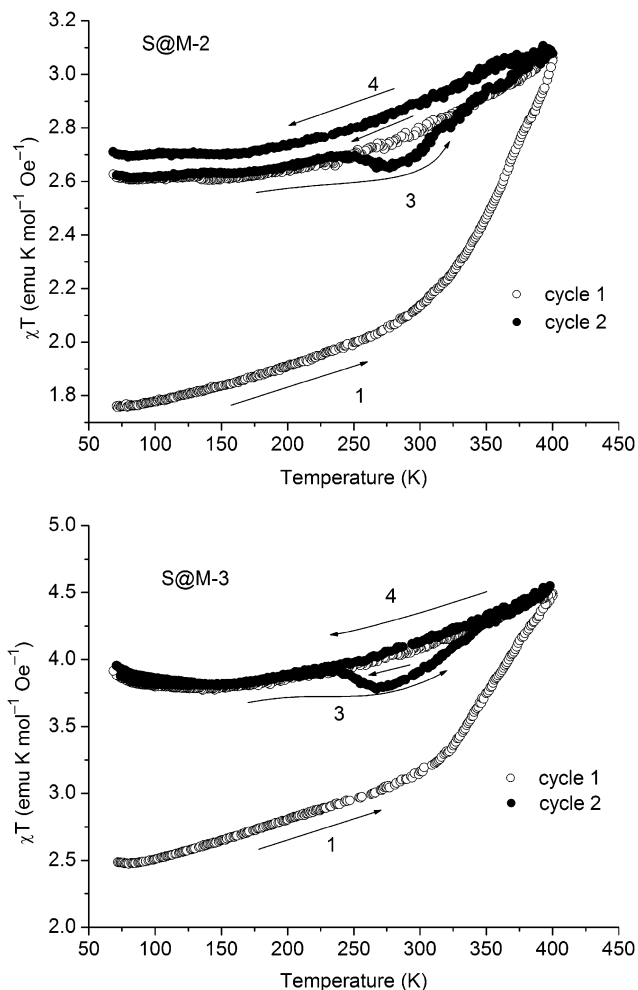 S@M-2
3.2
3.0
2.8
2.6
2.4
2.2
2.0
1.8
χT (emu K mol⁻¹ Oe⁻¹)
4
3
1
cycle 1
cycle 2
50 100 150 200 250 300 350 400 450
Temperature (K)
S@M-3
5.0
4.5
4.0
3.5
3.0
2.5
2.0
χT (emu K mol⁻¹ Oe⁻¹)
4
3
1
cycle 1
cycle 2
50 100 150 200 250 300 350 400 450
Temperature (K)